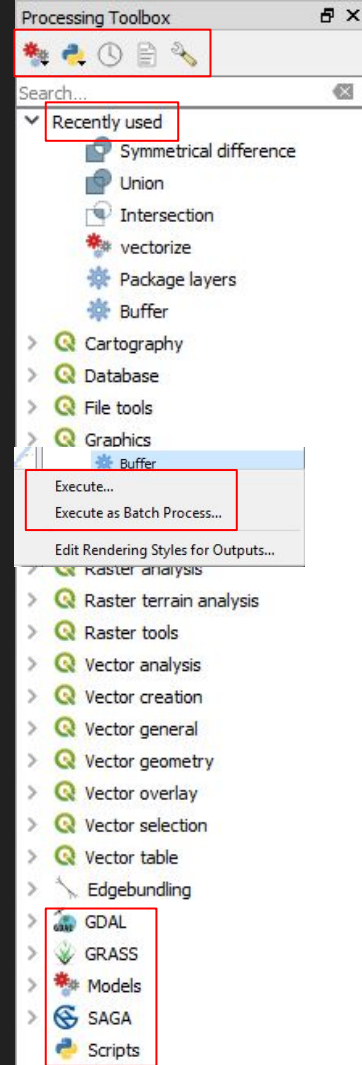 Processing Toolbox
Search...
Recently used
Symmetrical difference
Union
Intersection
vectorize
Package layers
Buffer
Cartography
Database
File tools
Graphics
Buffer
Execute...
Execute as Batch Process...
Edit Rendering Styles for Outputs...
Raster analysis
Raster terrain analysis
Raster tools
Vector analysis
Vector creation
Vector general
Vector geometry
Vector overlay
Vector selection
Vector table
Edgebundling
GDAL
GRASS
Models
SAGA
Scripts